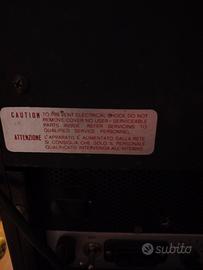 CAUTION TO PREVENT ELECTRICAL SHOCK DO NOT
REMOVE COVER NO USER-SERVICEABLE
PARTS INSIDE REFER SERVICING TO
QUALIFIED SERVICE PERSONNEL
ATTENZIONE L'APPARATO È ALIMENTATO DALLA RETE
SI CONSIGLIA CHE SOLO IL PERSONALE
QUALIFICATO INTERVENGA ALL'INTERNO
subito